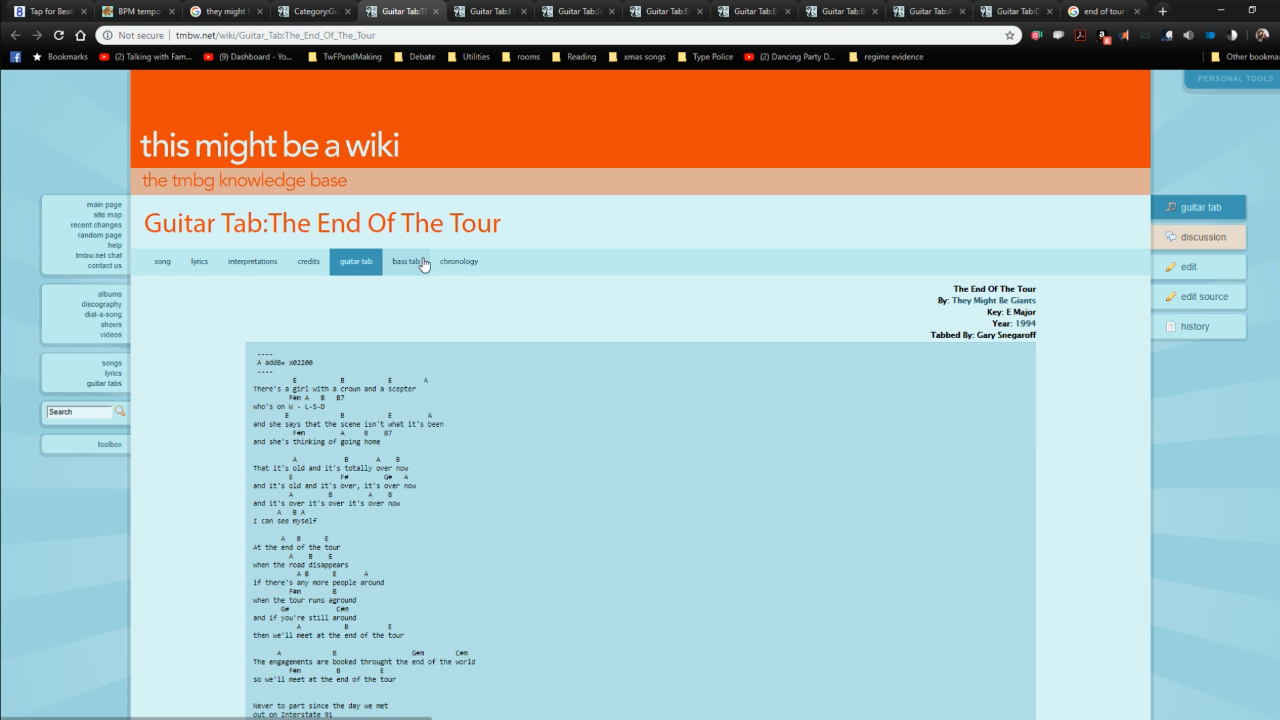 Tap for Beat
BPM tempo
they might
Category:Gu
Guitar Tab:T
Guitar Tab:I
Guitar Tab:J
Guitar Tab:E
Guitar Tab:B
Guitar Tab:E
Guitar Tab:A
Guitar Tab:D
end of tour
Not secure | tmbw.net/wiki/Guitar_Tab:The_End_Of_The_Tour
Bookmarks (2) Talking with Fam... (9) Dashboard - Yo... TwFPandMaking Debate Utilities rooms Reading xmas songs Type Police (2) Dancing Party D... regime evidence Other bookma
PERSONAL TOOLS
this might be a wiki
the tmbg knowledge base
main page
site map
recent changes
random page
help
tmbw.net chat
contact us
albums
discography
dial-a-song
shows
videos
songs
lyrics
guitar tabs
Search
toolbox
Guitar Tab:The End Of The Tour
song lyrics interpretations credits guitar tab bass tab chronology
guitar tab
discussion
edit
edit source
history
The End Of The Tour
By: They Might Be Giants
Key: E Major
Year: 1994
Tabbed By: Gary Snegaroff
----
A addB= x02200
----
E B E A
There's a girl with a crown and a scepter
F#m A B B7
who's on W - L-S-D
E B E A
and she says that the scene isn't what it's been
F#m A B B7
and she's thinking of going home
A B A B
That it's old and it's totally over now
E F# G# A
and it's old and it's over, it's over now
A B A B
and it's over it's over it's over now
A B A
I can see myself
A B E
At the end of the tour
A B E
when the road disappears
A B E A
if there's any more people around
F#m B
when the tour runs aground
G# C#m
and if you're still around
A B E
then we'll meet at the end of the tour
A B G#m C#m
The engagements are booked throught the end of the world
F#m B E
so we'll meet at the end of the tour
Never to part since the day we met
out on Interstate 91